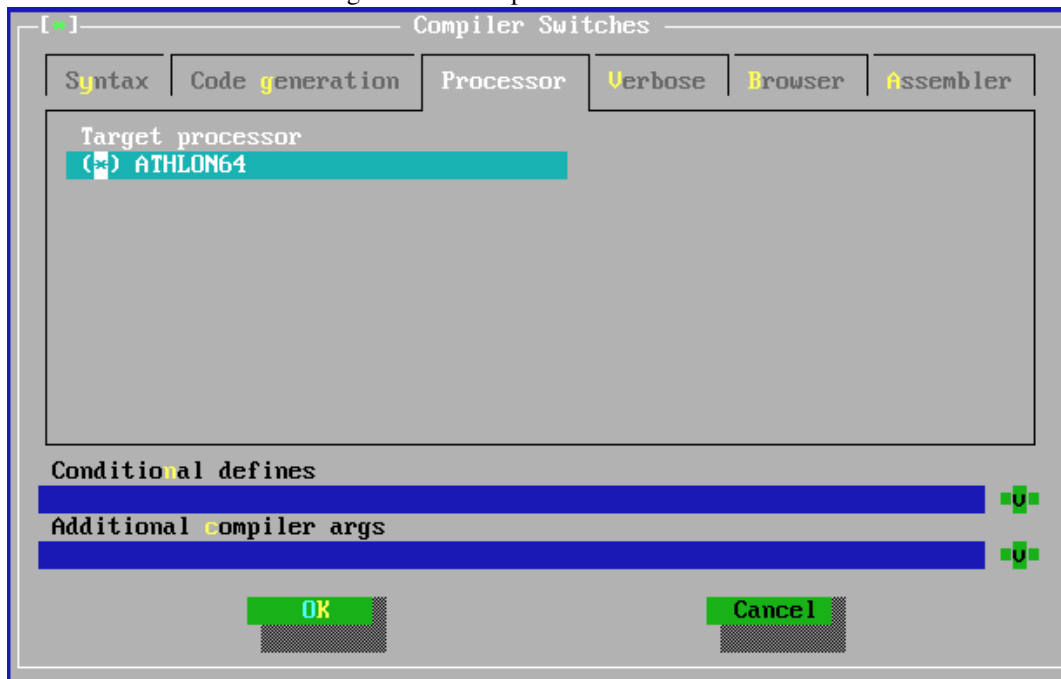 [*] Compiler Switches
Syntax Code generation Processor Verbose Browser Assembler
Target processor
(*) ATHLON64
Conditional defines
Additional compiler args
OK Cancel